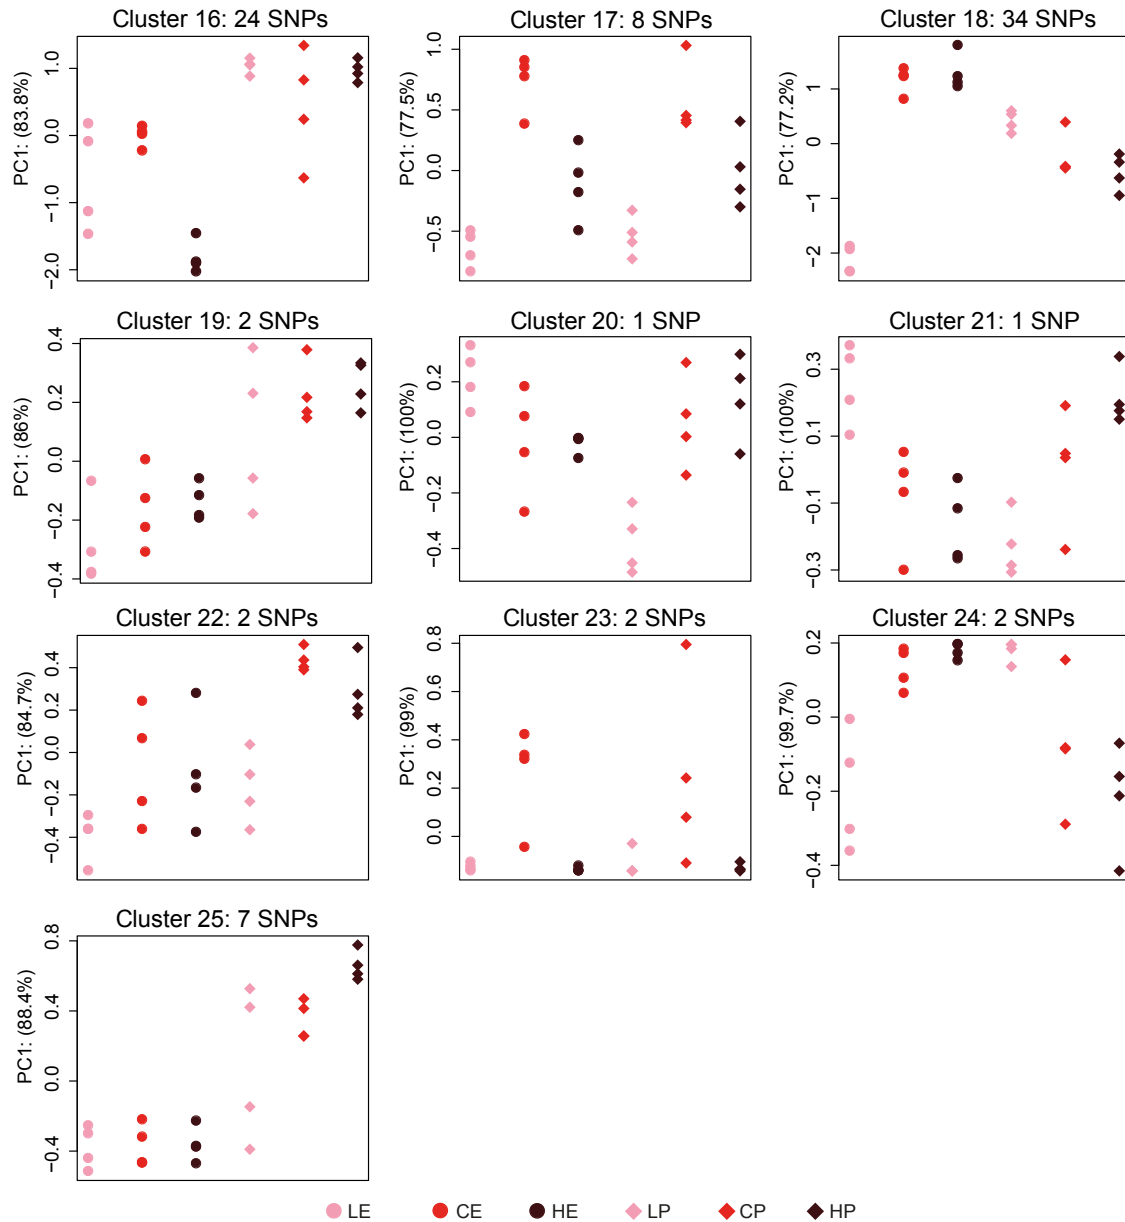 Cluster 16: 24 SNPs
PC1: (83.8%)
1.0
0.0
−1.0
−2.0
Cluster 17: 8 SNPs
PC1: (77.5%)
1.0
0.5
0.0
−0.5
Cluster 18: 34 SNPs
PC1: (77.2%)
1
0
−1
−2
Cluster 19: 2 SNPs
PC1: (86%)
0.4
0.2
0.0
−0.2
−0.4
Cluster 20: 1 SNP
PC1: (100%)
0.2
0.0
−0.2
−0.4
Cluster 21: 1 SNP
PC1: (100%)
0.3
0.1
−0.1
−0.3
Cluster 22: 2 SNPs
PC1: (84.7%)
0.4
0.2
0.0
−0.2
−0.4
Cluster 23: 2 SNPs
PC1: (99%)
0.8
0.6
0.4
0.2
0.0
Cluster 24: 2 SNPs
PC1: (99.7%)
0.2
0.0
−0.2
−0.4
Cluster 25: 7 SNPs
PC1: (88.4%)
0.8
0.4
0.0
−0.4
LE CE HE LP CP HP